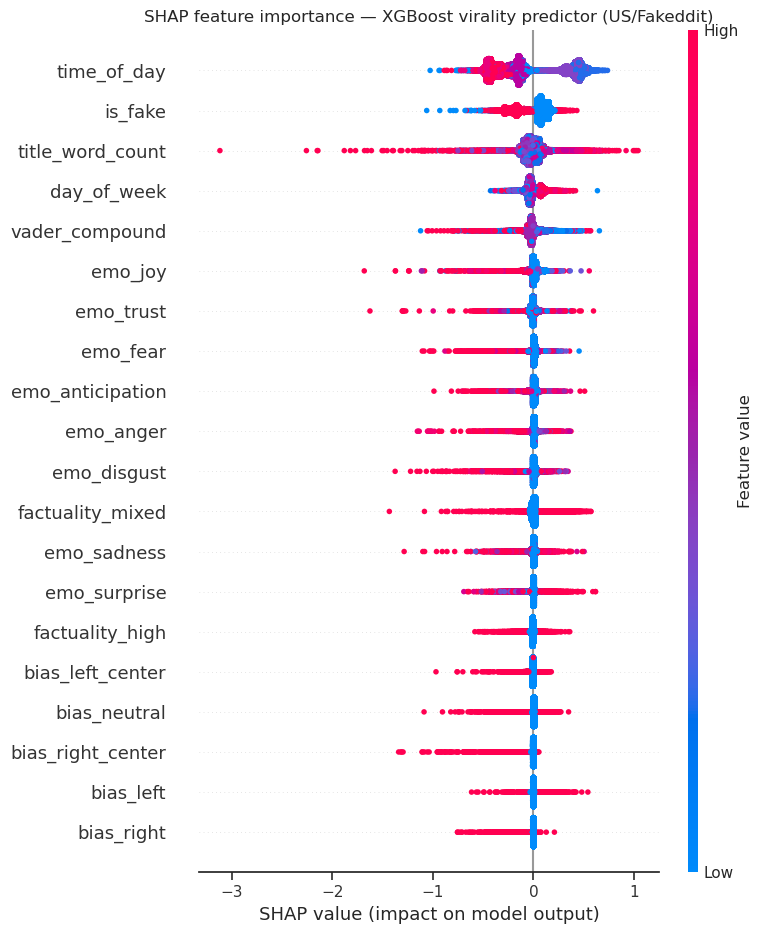 SHAP feature importance — XGBoost virality predictor (US/Fakeddit)
High
time_of_day
is_fake
title_word_count
day_of_week
vader_compound
emo_joy
emo_trust
emo_fear
emo_anticipation
emo_anger
emo_disgust
factuality_mixed
emo_sadness
emo_surprise
factuality_high
bias_left_center
bias_neutral
bias_right_center
bias_left
bias_right
Feature value
Low
−3 −2 −1 0 1
SHAP value (impact on model output)